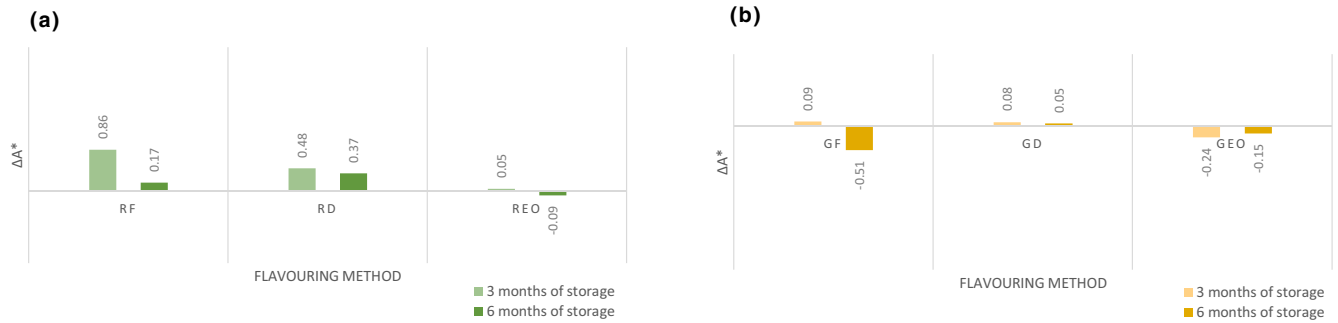 (a)
0.86
0.17
0.48
0.37
0.05
-0.09
ΔA*
RF
RD
REO
FLAVOURING METHOD
3 months of storage
6 months of storage
(b)
0.09
-0.51
0.08
0.05
-0.24
-0.15
ΔA*
GF
GD
GEO
FLAVOURING METHOD
3 months of storage
6 months of storage